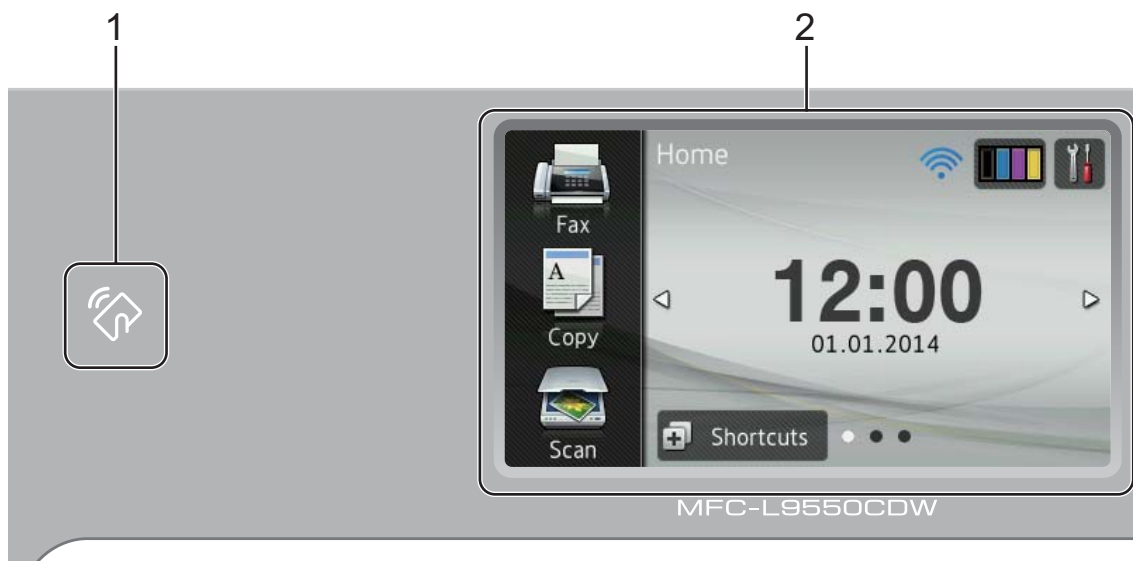 1 2
Home
Fax
A
12:00
Copy
01.01.2014
Shortcuts
Scan
MFC-L9550CDW